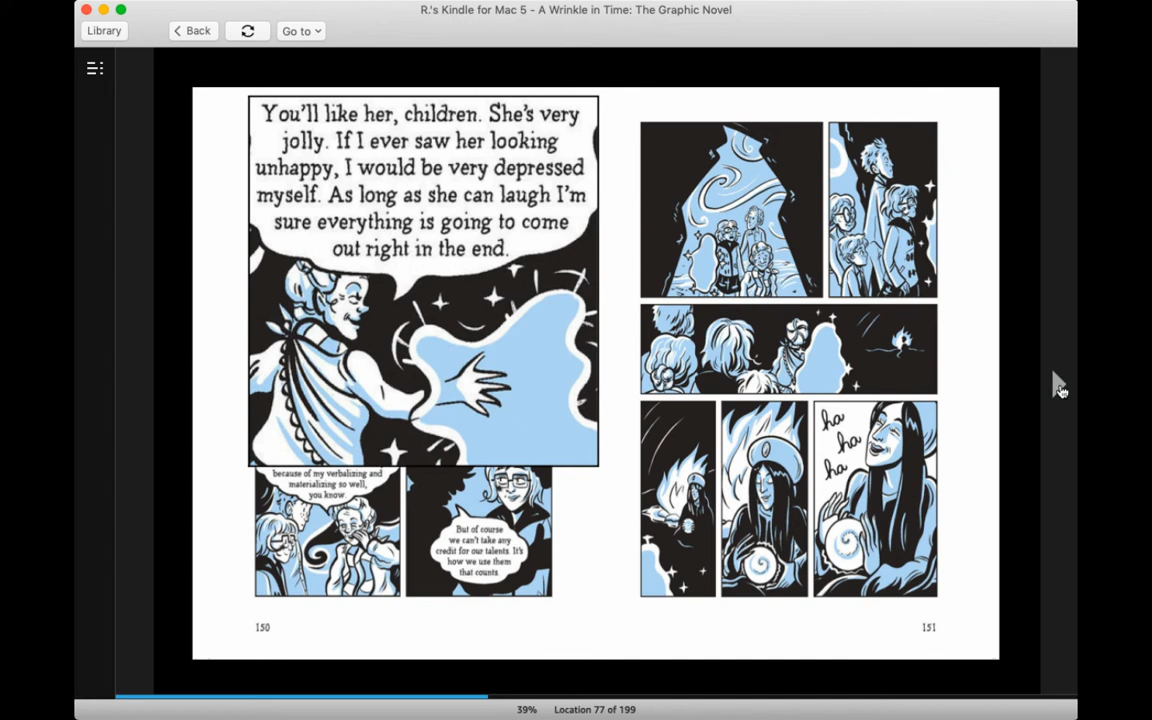 R.'s Kindle for Mac 5 - A Wrinkle in Time: The Graphic Novel
Library
Back
Go to
You'll like her, children. She's very
jolly. If I ever saw her looking
unhappy, I would be very depressed
myself. As long as she can laugh I'm
sure everything is going to come
out right in the end.
because of my verbalizing and
materializing so well,
you know.
But of course
we can't take any
credit for our talents. It's
how we use them
that counts.
ha
ha
ha
150
151
39%
Location 77 of 199